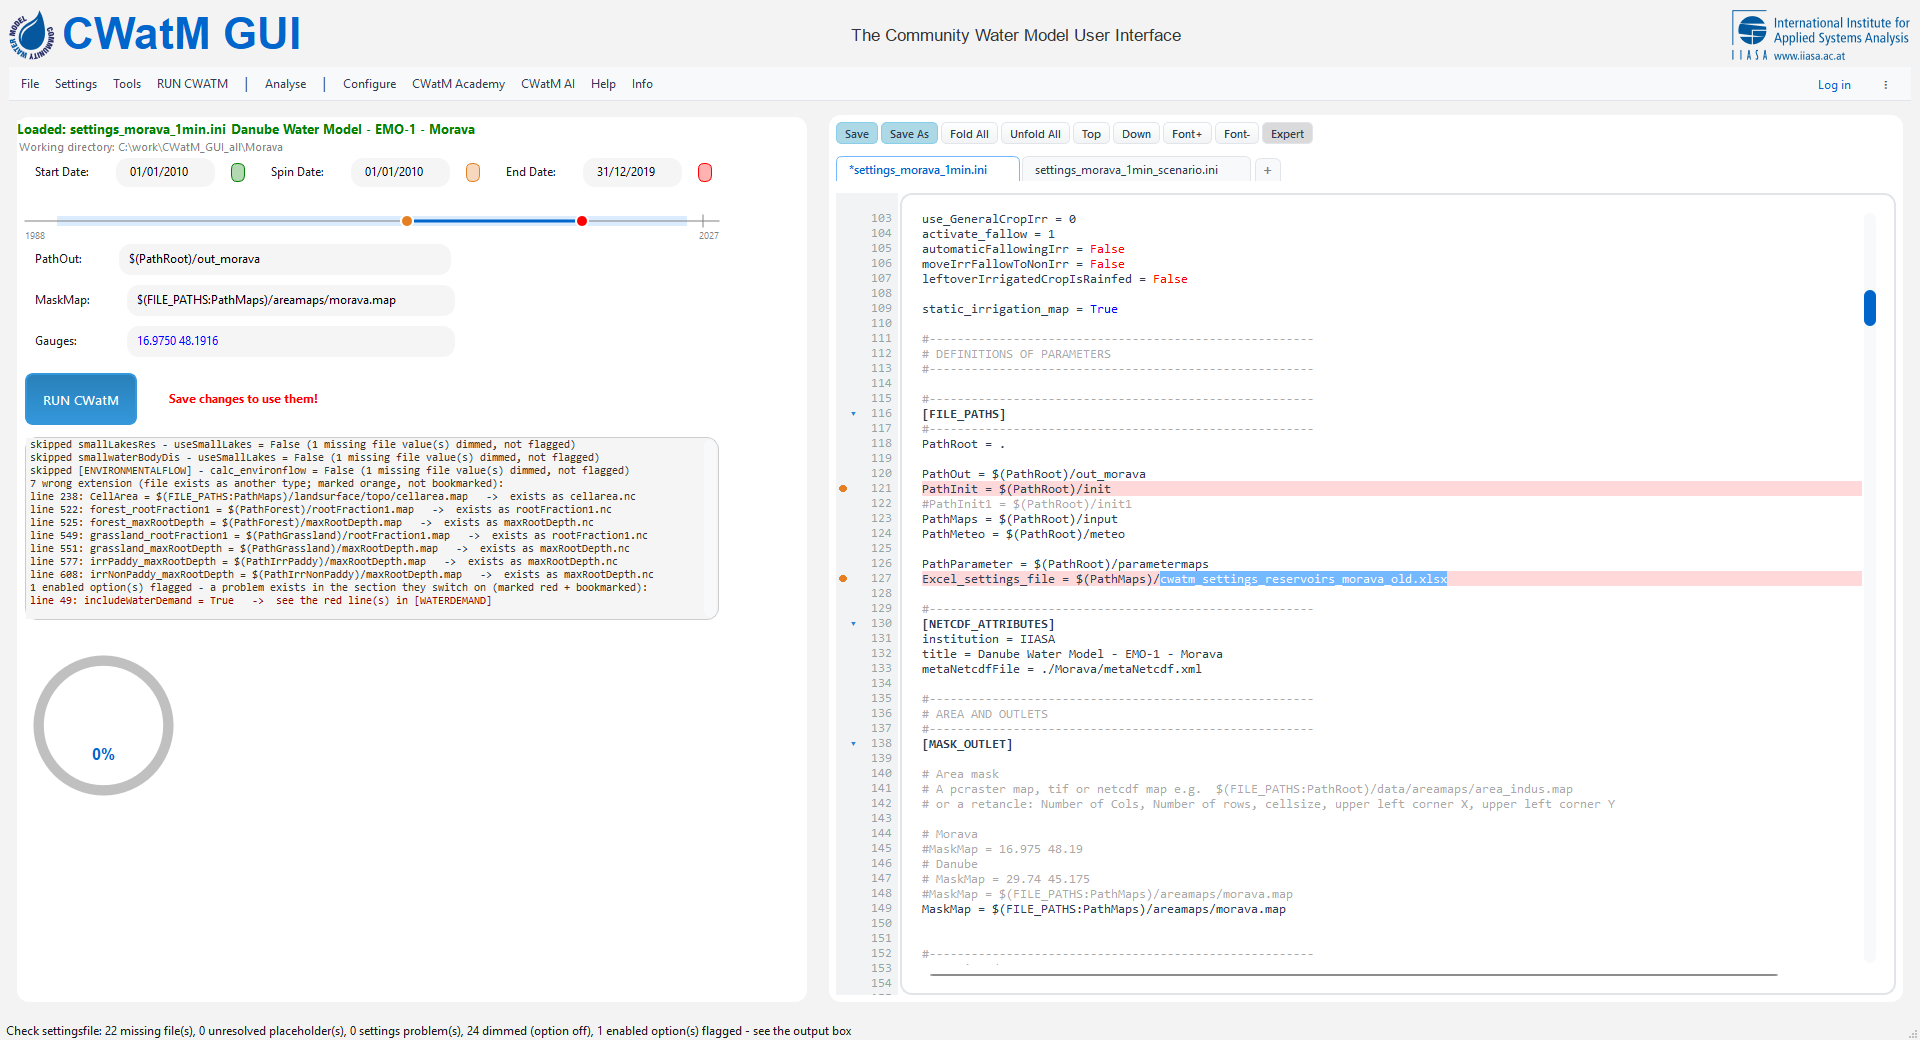 COMMUNITY WATER MODEL
CWatM GUI
The Community Water Model User Interface
International Institute for
Applied Systems Analysis
IIASA www.iiasa.ac.at
File Settings Tools RUN CWATM | Analyse | Configure CWatM Academy CWatM AI Help Info
Log in
Loaded: settings_morava_1min.ini Danube Water Model - EMO-1 - Morava
Working directory: C:\work\CWatM_GUI_all\Morava
Start Date: 01/01/2010 Spin Date: 01/01/2010 End Date: 31/12/2019
1988 2027
PathOut: $(PathRoot)/out_morava
MaskMap: $(FILE_PATHS:PathMaps)/areamaps/morava.map
Gauges: 16.9750 48.1916
RUN CWatM
Save changes to use them!
skipped smallLakesRes - useSmallLakes = False (1 missing file value(s) dimmed, not flagged)
skipped smallwaterBodyDis - useSmallLakes = False (1 missing file value(s) dimmed, not flagged)
skipped [ENVIRONMENTALFLOW] - calc_environflow = False (1 missing file value(s) dimmed, not flagged)
7 wrong extension (file exists as another type; marked orange, not bookmarked):
line 238: CellArea = $(FILE_PATHS:PathMaps)/landsurface/topo/cellarea.map -> exists as cellarea.nc
line 522: forest_rootFraction1 = $(PathForest)/rootFraction1.map -> exists as rootFraction1.nc
line 525: forest_maxRootDepth = $(PathForest)/maxRootDepth.map -> exists as maxRootDepth.nc
line 549: grassland_rootFraction1 = $(PathGrassland)/rootFraction1.map -> exists as rootFraction1.nc
line 551: grassland_maxRootDepth = $(PathGrassland)/maxRootDepth.map -> exists as maxRootDepth.nc
line 577: irrPaddy_maxRootDepth = $(PathIrrPaddy)/maxRootDepth.map -> exists as maxRootDepth.nc
line 608: irrNonPaddy_maxRootDepth = $(PathIrrNonPaddy)/maxRootDepth.map -> exists as maxRootDepth.nc
1 enabled option(s) flagged - a problem exists in the section they switch on (marked red + bookmarked):
line 49: includeWaterDemand = True -> see the red line(s) in [WATERDEMAND]
0%
Save Save As Fold All Unfold All Top Down Font+ Font- Expert
*settings_morava_1min.ini settings_morava_1min_scenario.ini +
103 use_GeneralCropIrr = 0
104 activate_fallow = 1
105 automaticFallowingIrr = False
106 moveIrrFallowToNonIrr = False
107 leftoverIrrigatedCropIsRainfed = False
108
109 static_irrigation_map = True
110
111 #-------------------------------------------------------
112 # DEFINITIONS OF PARAMETERS
113 #-------------------------------------------------------
114
115 #-------------------------------------------------------
116 [FILE_PATHS]
117 #-------------------------------------------------------
118 PathRoot = .
119
120 PathOut = $(PathRoot)/out_morava
121 PathInit = $(PathRoot)/init
122 #PathInit1 = $(PathRoot)/init1
123 PathMaps = $(PathRoot)/input
124 PathMeteo = $(PathRoot)/meteo
125
126 PathParameter = $(PathRoot)/parametermaps
127 Excel_settings_file = $(PathMaps)/cwatm_settings_reservoirs_morava_old.xlsx
128
129 #-------------------------------------------------------
130 [NETCDF_ATTRIBUTES]
131 institution = IIASA
132 title = Danube Water Model - EMO-1 - Morava
133 metaNetcdfFile = ./Morava/metaNetcdf.xml
134
135 #-------------------------------------------------------
136 # AREA AND OUTLETS
137 #-------------------------------------------------------
138 [MASK_OUTLET]
139
140 # Area mask
141 # A pcraster map, tif or netcdf map e.g. $(FILE_PATHS:PathRoot)/data/areamaps/area_indus.map
142 # or a retancle: Number of Cols, Number of rows, cellsize, upper left corner X, upper left corner Y
143
144 # Morava
145 #MaskMap = 16.975 48.19
146 # Danube
147 # MaskMap = 29.74 45.175
148 #MaskMap = $(FILE_PATHS:PathMaps)/areamaps/morava.map
149 MaskMap = $(FILE_PATHS:PathMaps)/areamaps/morava.map
150
151
152 #-------------------------------------------------------
153
154
Check settingsfile: 22 missing file(s), 0 unresolved placeholder(s), 0 settings problem(s), 24 dimmed (option off), 1 enabled option(s) flagged - see the output box